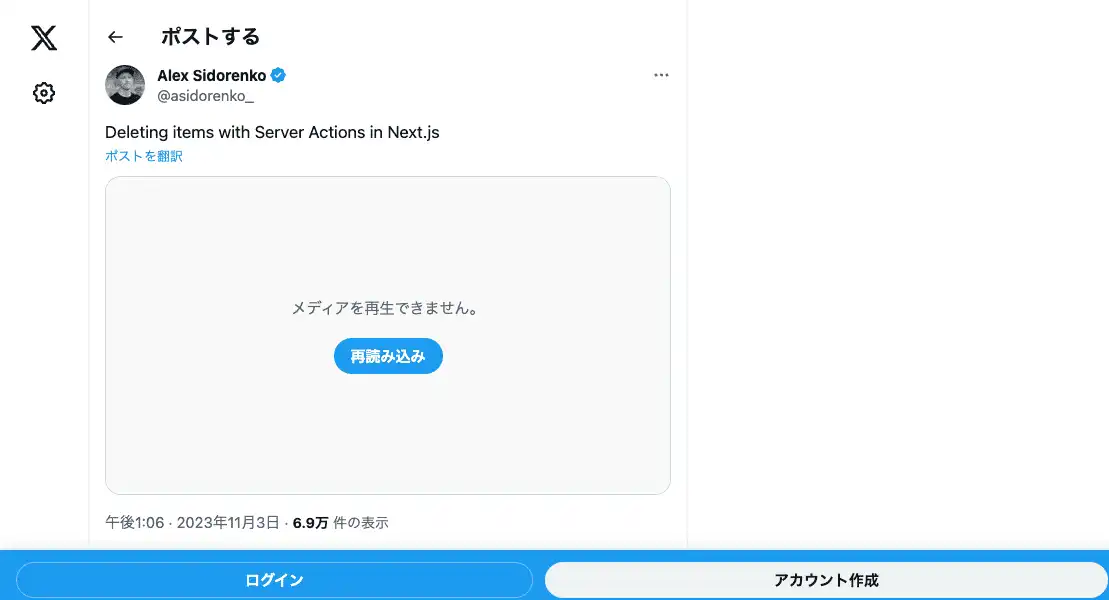 ポストする
Alex Sidorenko
@asidorenko_
Deleting items with Server Actions in Next.js
ポストを翻訳
メディアを再生できません。
再読み込み
午後1:06 · 2023年11月3日 · 6.9万 件の表示
ログイン
アカウント作成